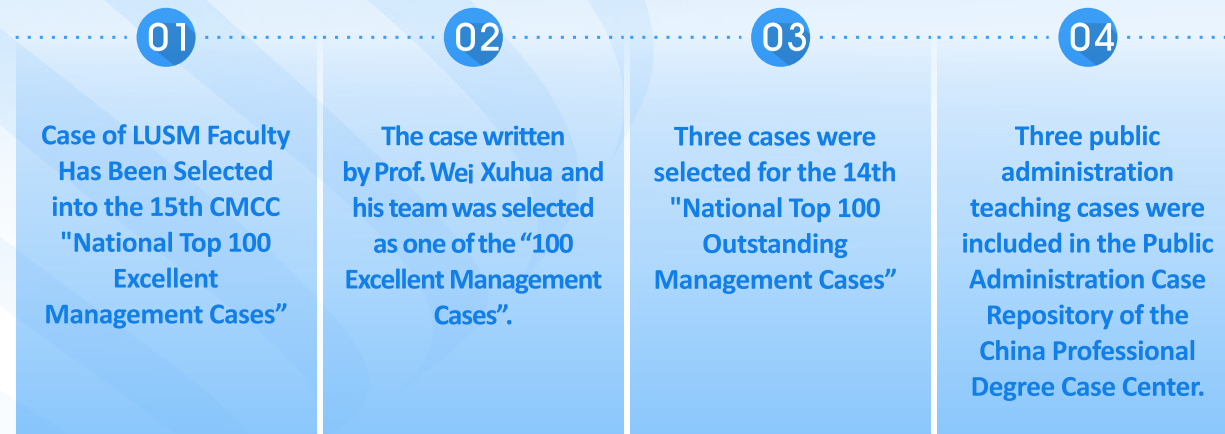 01
Case of LUSM Faculty
Has Been Selected
into the 15th CMCC
"National Top 100
Excellent
Management Cases”
02
The case written
by Prof. Wei Xuhua and
his team was selected
as one of the “100
Excellent Management
Cases”.
03
Three cases were
selected for the 14th
"National Top 100
Outstanding
Management Cases”
04
Three public
administration
teaching cases were
included in the Public
Administration Case
Repository of the
China Professional
Degree Case Center.